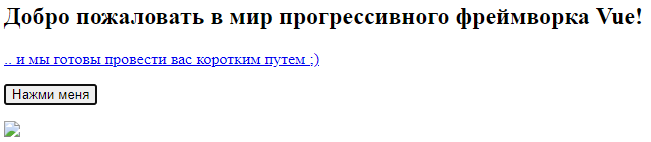 Добро пожаловать в мир прогрессивного фреймворка Vue!
.. и мы готовы провести вас коротким путем ;)
Нажми меня